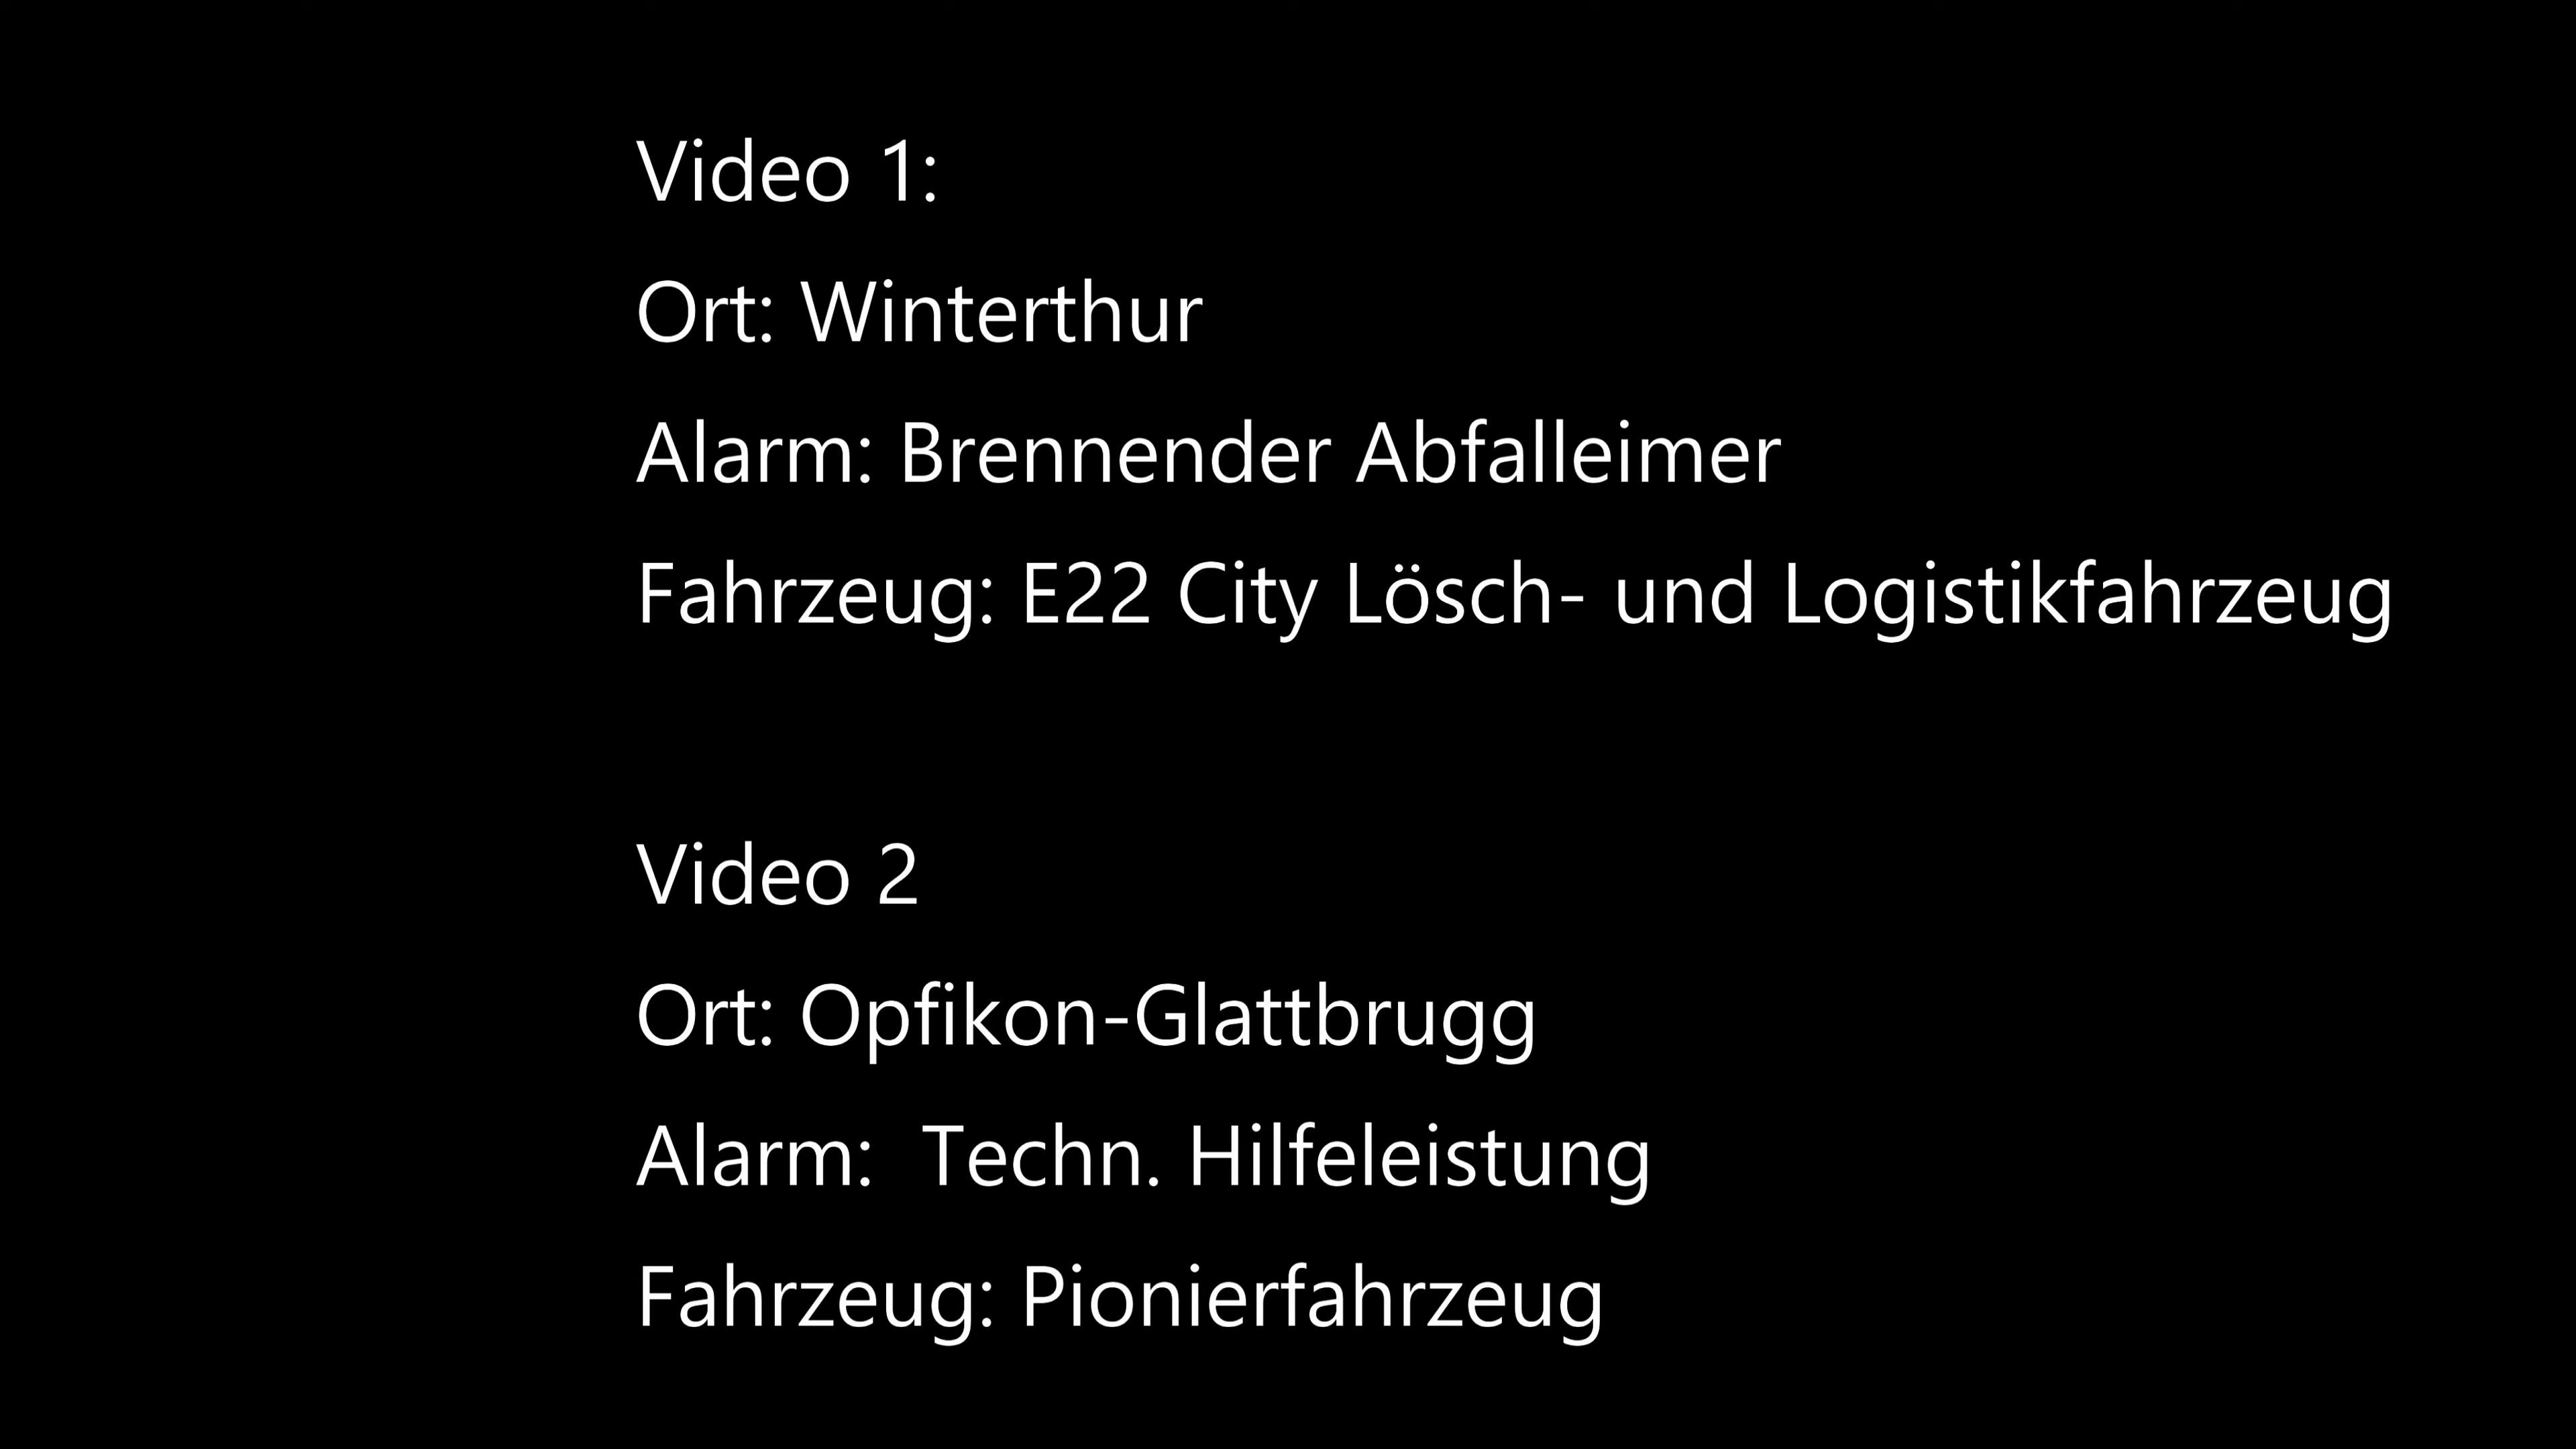 Video 1:
Ort: Winterthur
Alarm: Brennender Abfalleimer
Fahrzeug: E22 City Lösch- und Logistikfahrzeug
Video 2
Ort: Opfikon-Glattbrugg
Alarm:  Techn. Hilfeleistung
Fahrzeug: Pionierfahrzeug